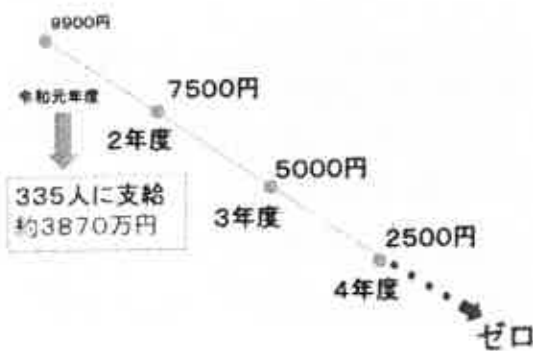 9900円
令和元年度
7500円
2年度
335人に支給
約3870万円
5000円
3年度
2500円
4年度
ゼロ